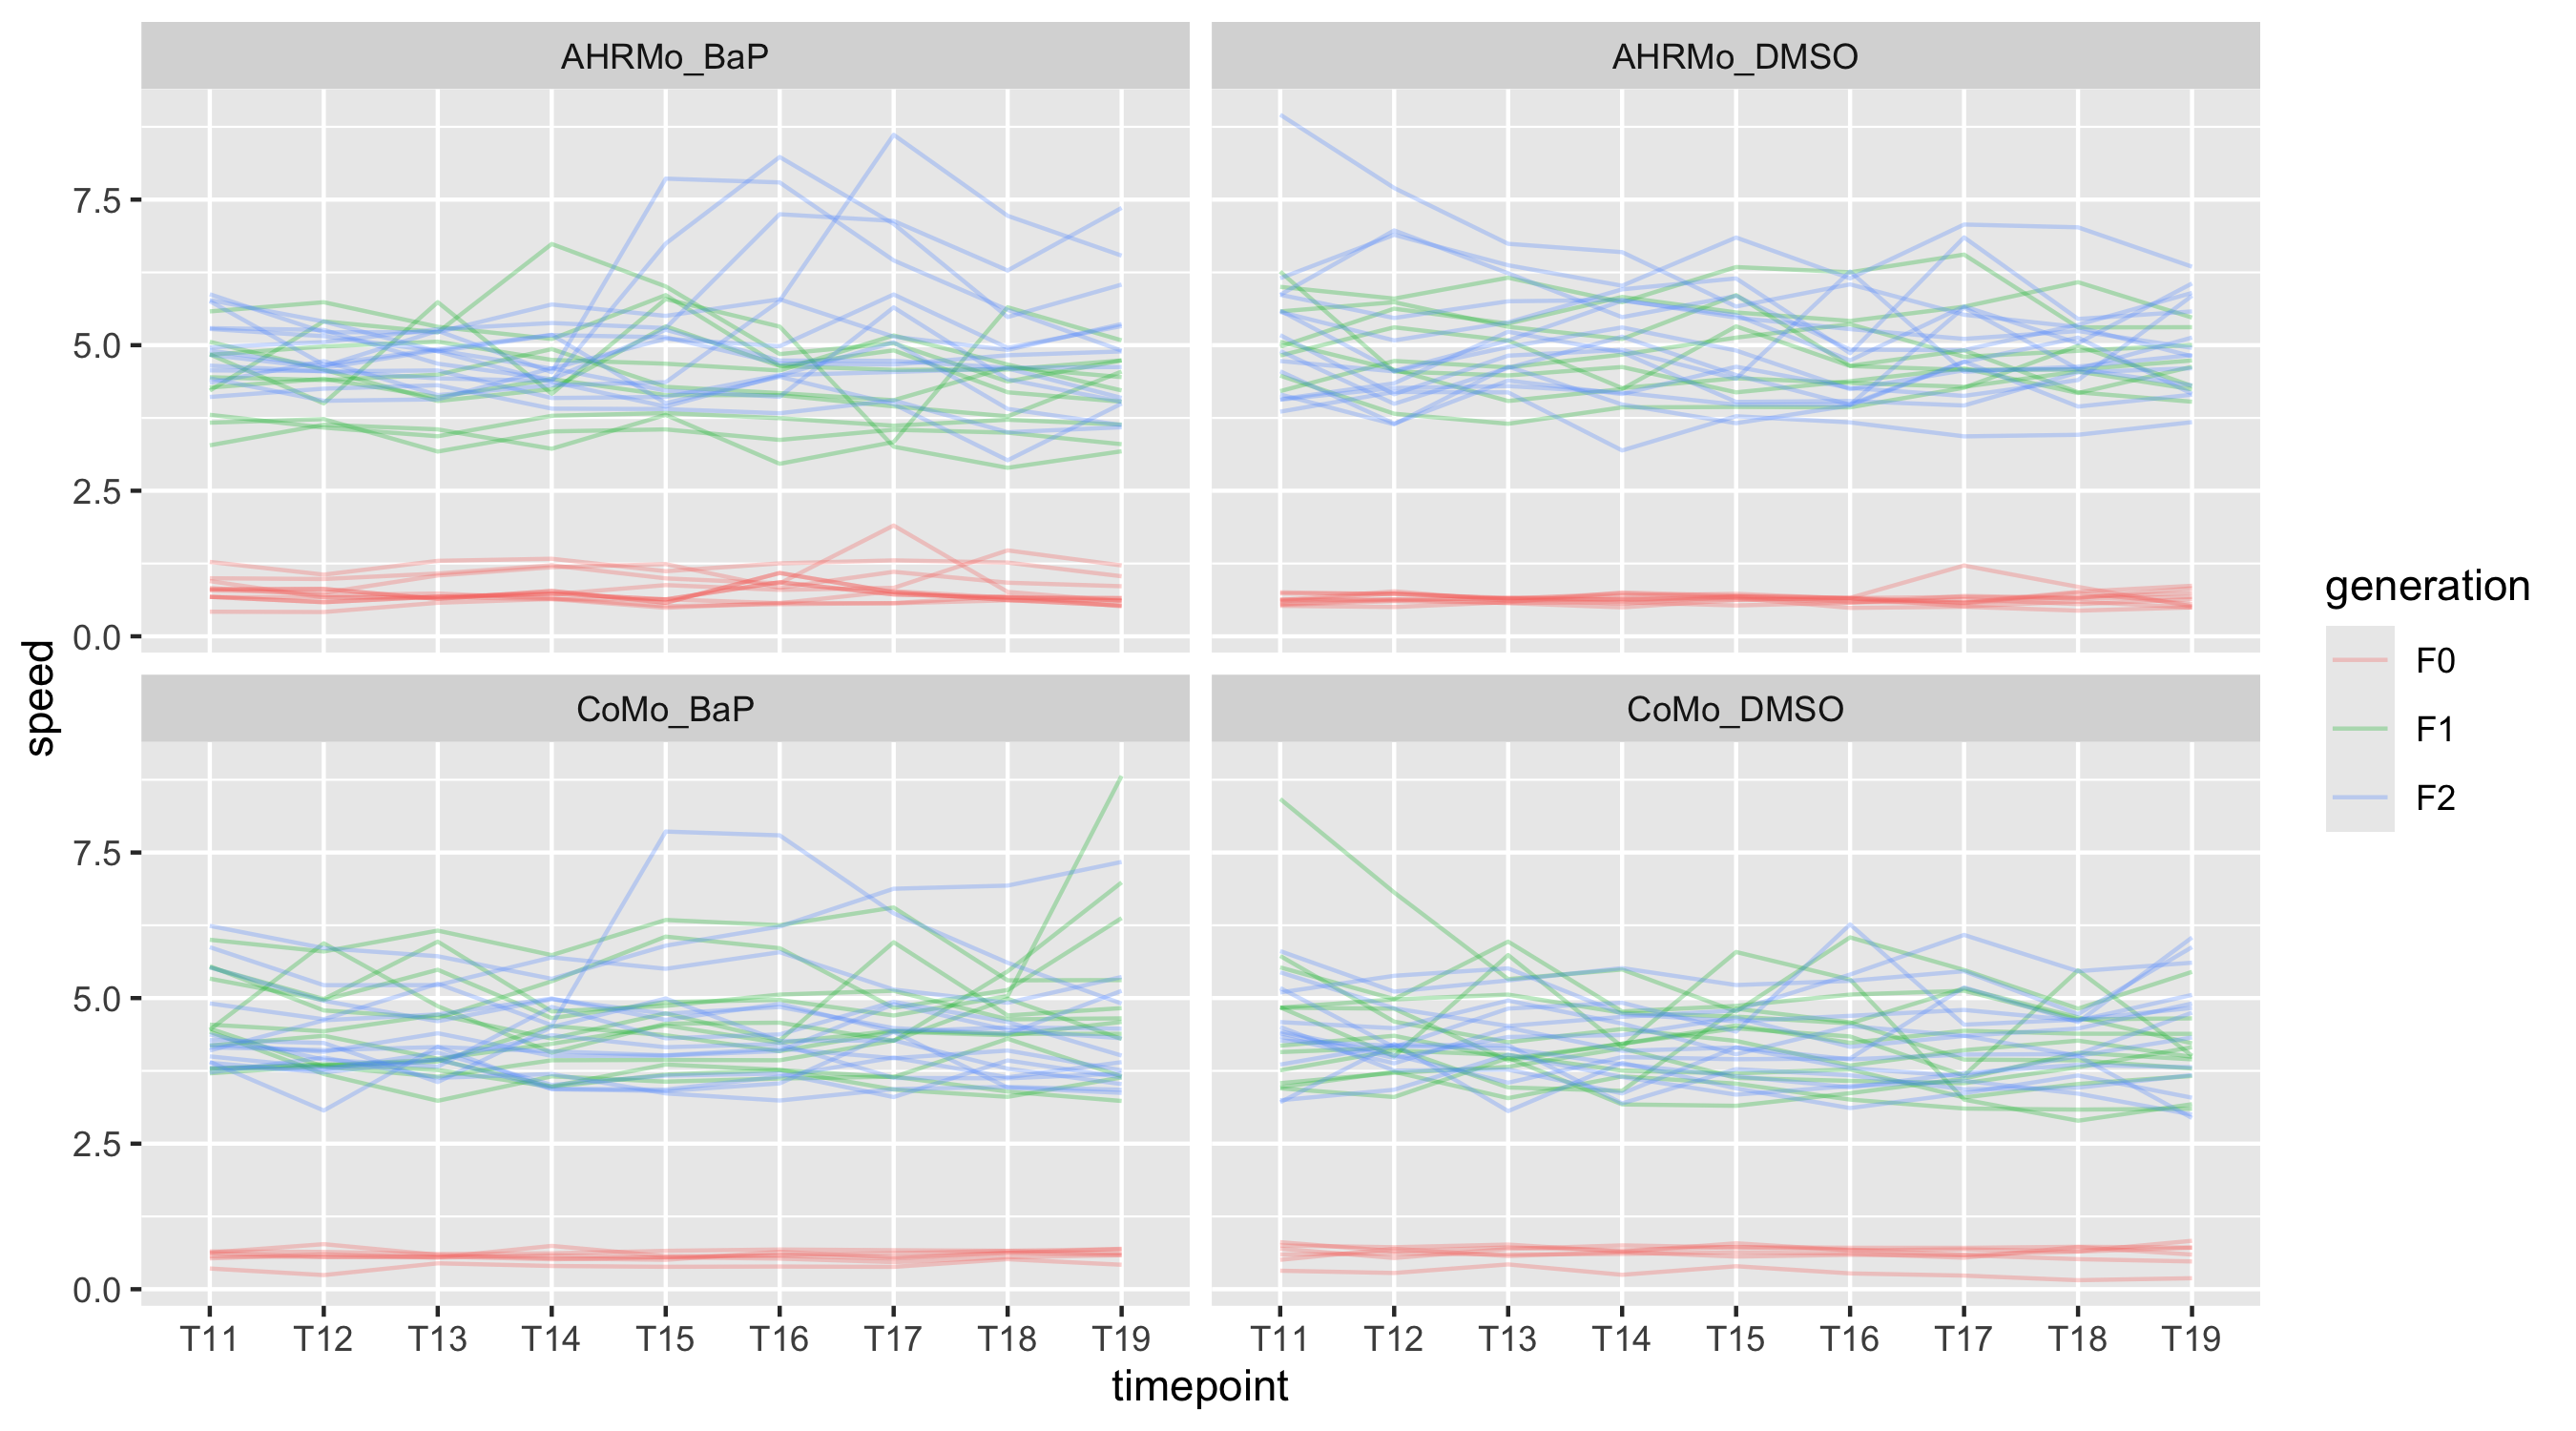 AHRMo_BaP
AHRMo_DMSO
7.5
5.0
2.5
0.0
speed
CoMo_BaP
CoMo_DMSO
7.5
5.0
2.5
0.0
T11 T12 T13 T14 T15 T16 T17 T18 T19
T11 T12 T13 T14 T15 T16 T17 T18 T19
timepoint
generation
F0
F1
F2